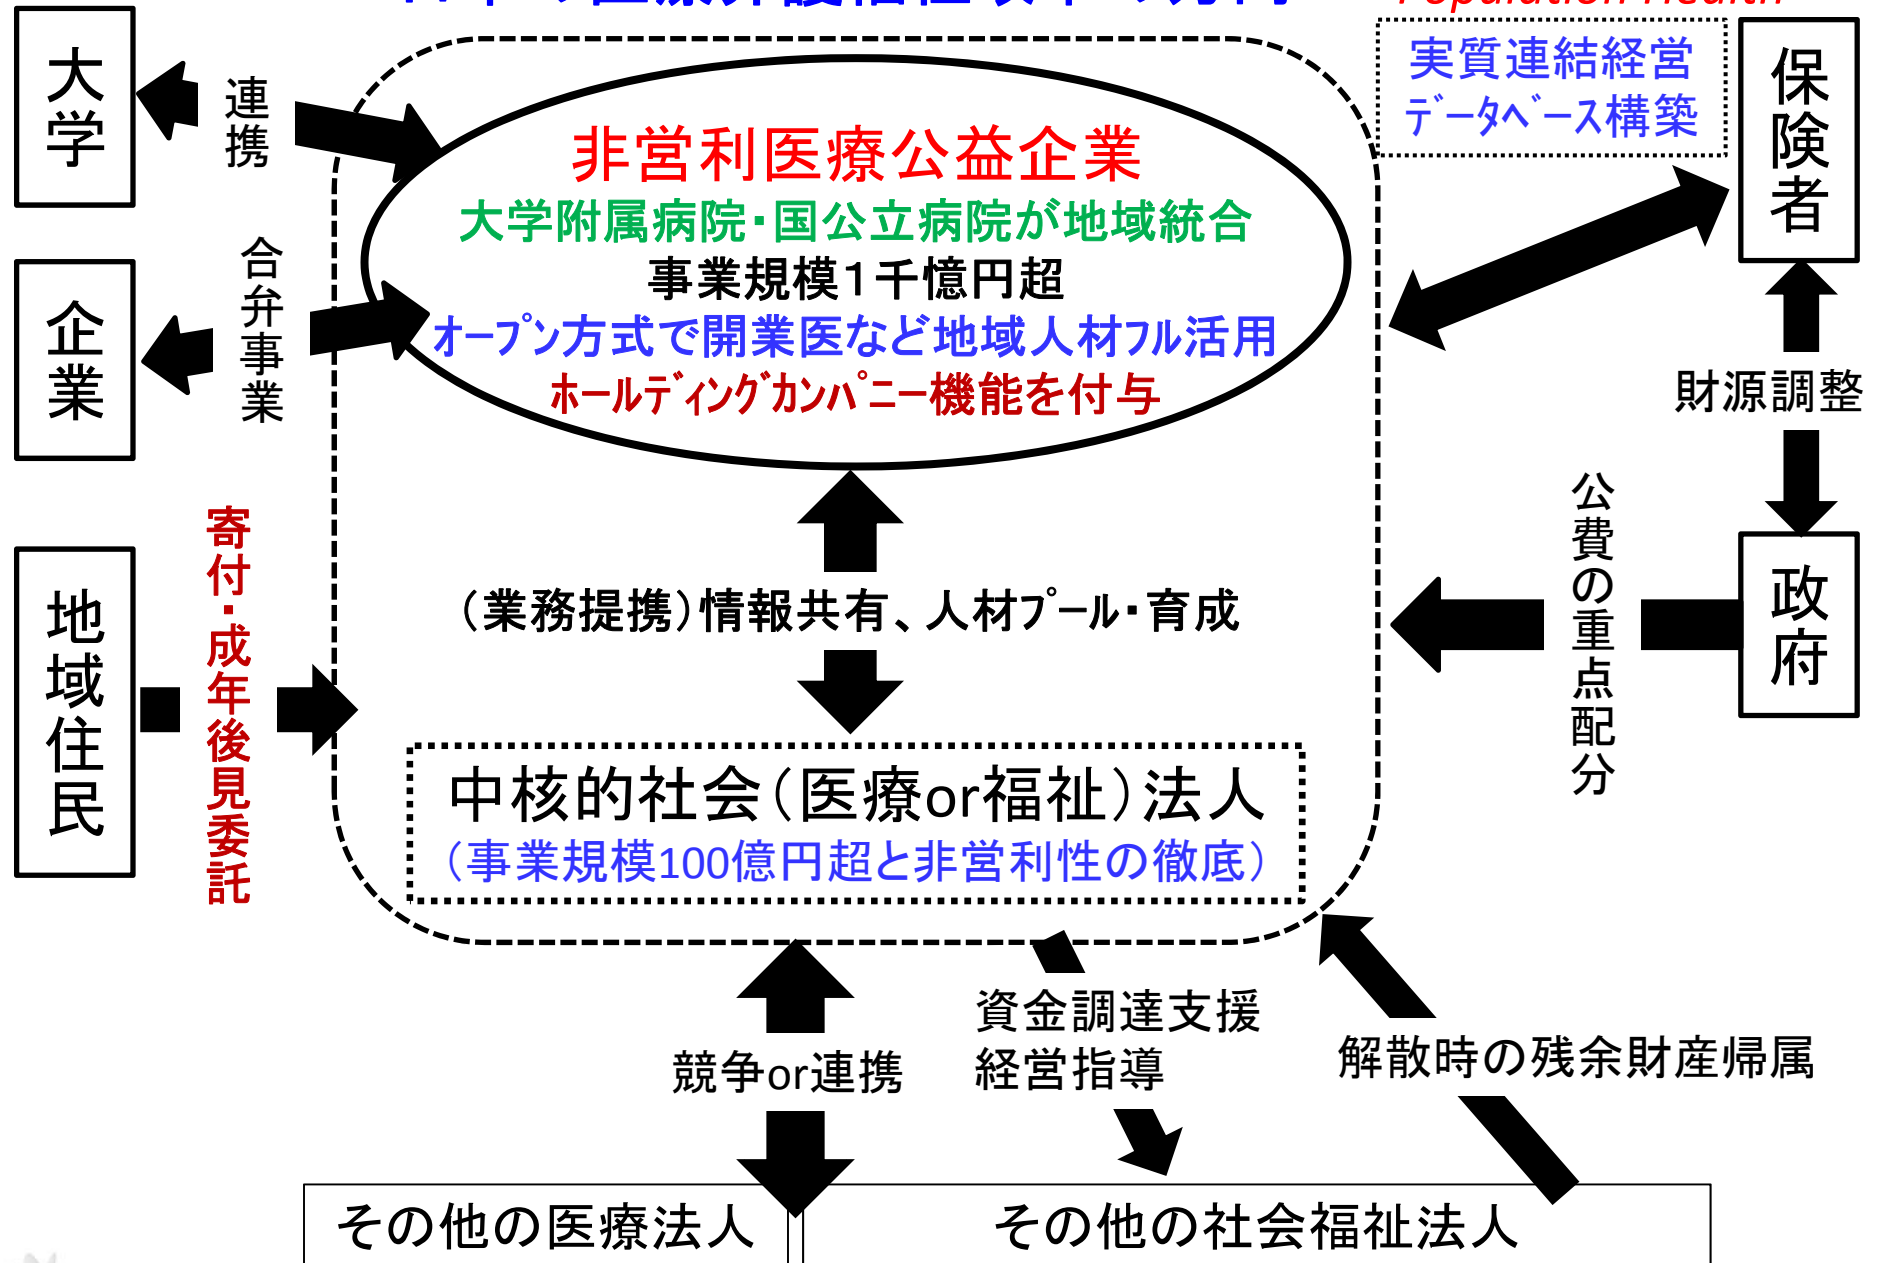 Population Health
大学
連携
実質連結経営
データベース構築
保険者
非営利医療公益企業
大学附属病院・国公立病院が地域統合
事業規模１千億円超
オープン方式で開業医など地域人材フル活用
ホールディングカンパニー機能を付与
企業
合弁事業
財源調整
公費の重点配分
政府
地域住民
寄付・成年後見委託
（業務提携）情報共有、人材プール・育成
中核的社会（医療or福祉）法人
（事業規模100億円超と非営利性の徹底）
競争or連携
資金調達支援
経営指導
解散時の残余財産帰属
その他の医療法人
その他の社会福祉法人